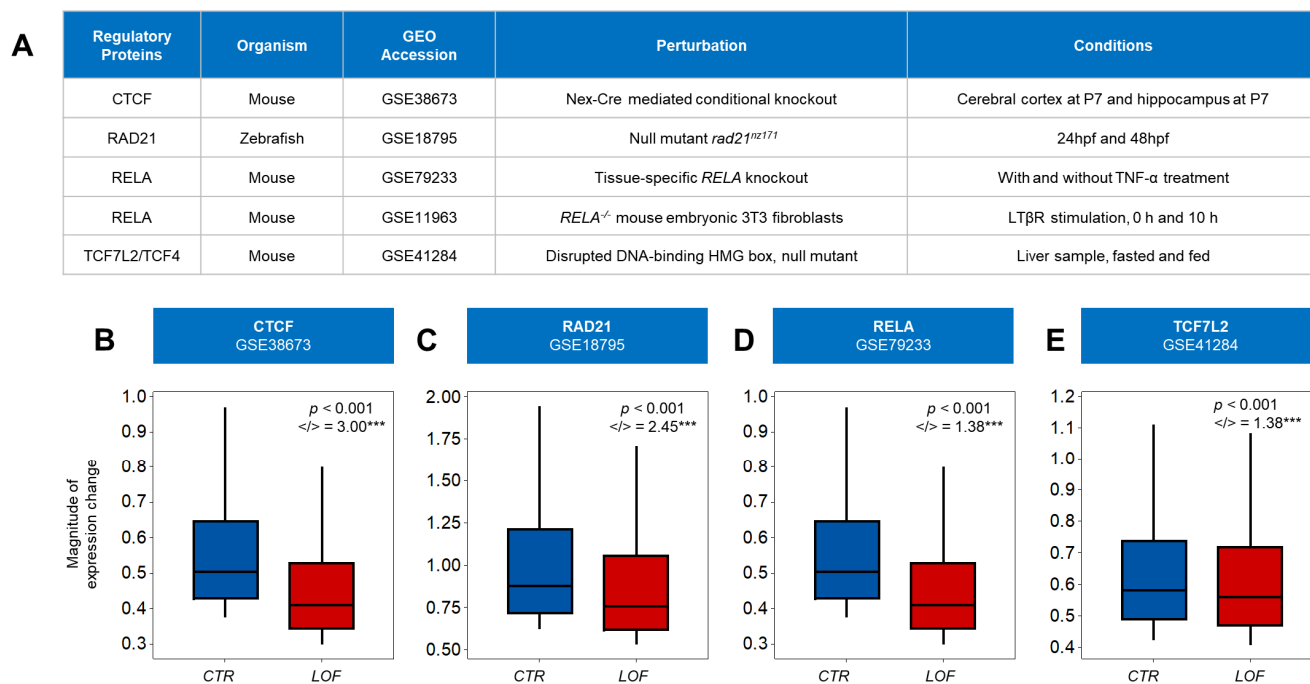 A
Regulatory Proteins	Organism	GEO Accession	Perturbation	Conditions
CTCF	Mouse	GSE38673	Nex-Cre mediated conditional knockout	Cerebral cortex at P7 and hippocampus at P7
RAD21	Zebrafish	GSE18795	Null mutant rad21nz171	24hpf and 48hpf
RELA	Mouse	GSE79233	Tissue-specific RELA knockout	With and without TNF-α treatment
RELA	Mouse	GSE11963	RELA-/- mouse embryonic 3T3 fibroblasts	LTβR stimulation, 0 h and 10 h
TCF7L2/TCF4	Mouse	GSE41284	Disrupted DNA-binding HMG box, null mutant	Liver sample, fasted and fed
B
CTCF
GSE38673
Magnitude of
expression change
p < 0.001
</> = 3.00***
1.0
0.9
0.8
0.7
0.6
0.5
0.4
0.3
CTR LOF
C
RAD21
GSE18795
p < 0.001
</> = 2.45***
2.00
1.75
1.50
1.25
1.00
0.75
0.50
CTR LOF
D
RELA
GSE79233
p < 0.001
</> = 1.38***
1.0
0.9
0.8
0.7
0.6
0.5
0.4
0.3
CTR LOF
E
TCF7L2
GSE41284
p < 0.001
</> = 1.38***
1.2
1.1
1.0
0.9
0.8
0.7
0.6
0.5
0.4
CTR LOF